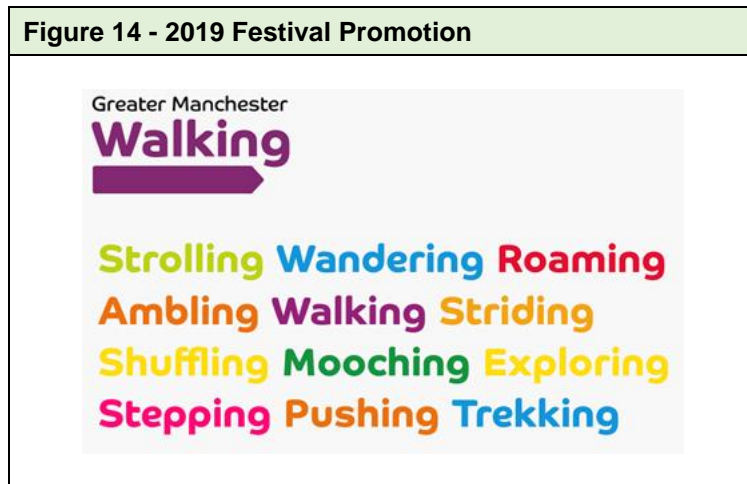 Figure 14 - 2019 Festival Promotion
Greater Manchester
Walking
Strolling Wandering Roaming
Ambling Walking Striding
Shuffling Mooching Exploring
Stepping Pushing Trekking